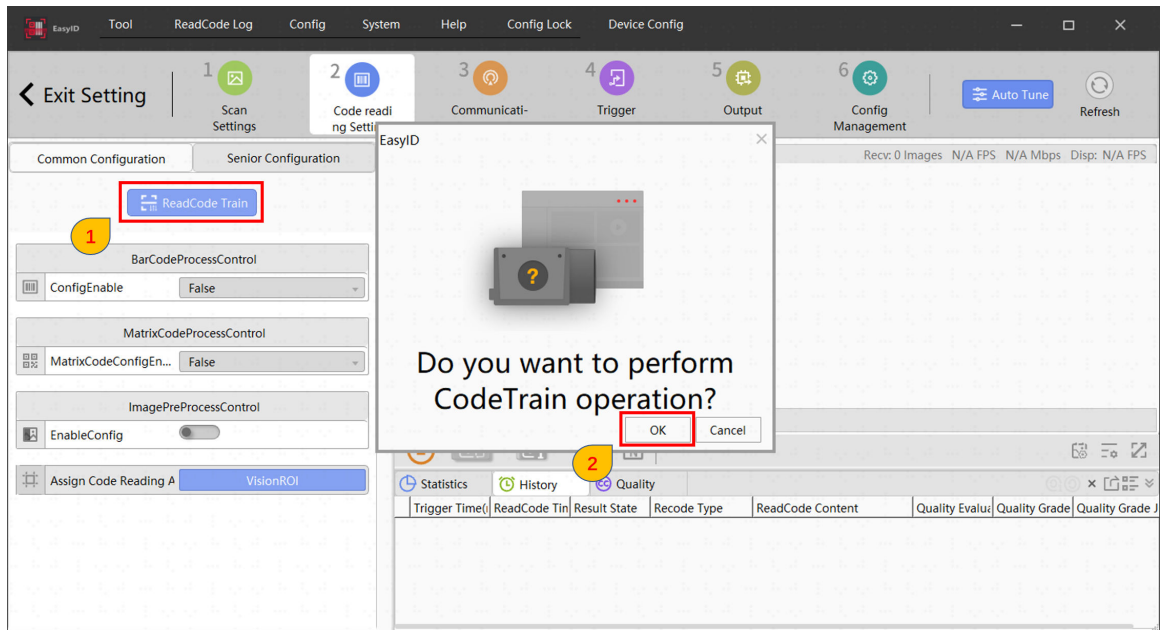 EasyID Tool ReadCode Log Config System Help Config Lock Device Config
Exit Setting
1
Scan
Settings
2
Code readi
ng Setti
3
Communicati-
4
Trigger
5
Output
6
Config
Management
Auto Tune
Refresh
Common Configuration Senior Configuration
ReadCode Train
1
BarCodeProcessControl
ConfigEnable False
MatrixCodeProcessControl
MatrixCodeConfigEn... False
ImagePreProcessControl
EnableConfig
Assign Code Reading A VisionROI
EasyID
?
Do you want to perform
CodeTrain operation?
OK Cancel
2
Recv: 0 Images N/A FPS N/A Mbps Disp: N/A FPS
Statistics History Quality
Trigger Time( ReadCode Tin Result State Recode Type ReadCode Content Quality Evalua Quality Grade Quality Grade J